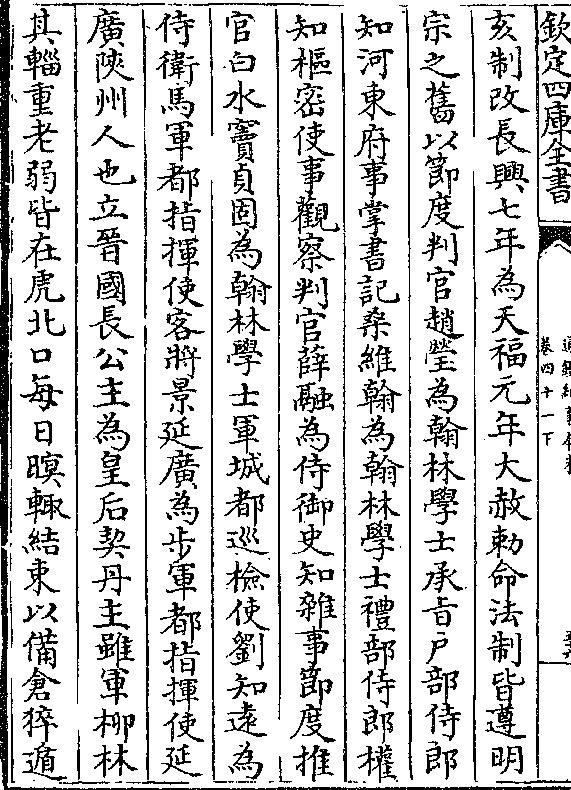 欽定四庫全書
卷四十一下
亥制改長興七年為天福元年大赦勅命法制皆遵明
宗之舊以節度判官趙瑩為翰林學士承旨户部侍郎
知河東府事掌書記桑維翰為翰林學士禮部侍郎權
知樞密使事觀察判官薛融為侍御史知雜事節度推
官白水竇貞固為翰林學士軍城都巡檢使劉知遠為
侍衛馬軍都指揮使客將景延廣為步軍都指揮使延
廣陜州人也立晉國長公主為皇后契丹主雖軍柳林
其輜重老弱皆在虎北口每日暝輙結束以備倉猝遁